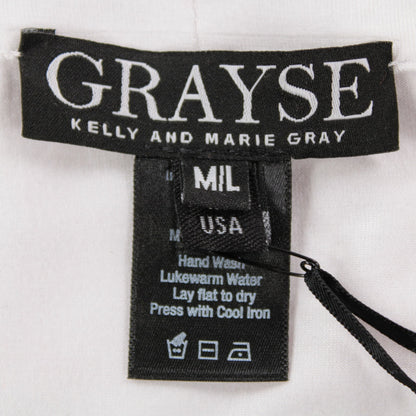 GRAYSE
KELLY AND MARIE GRAY
M/L
USA
Hand Wash
Lukewarm Water
Lay flat to dry
Press with Cool Iron